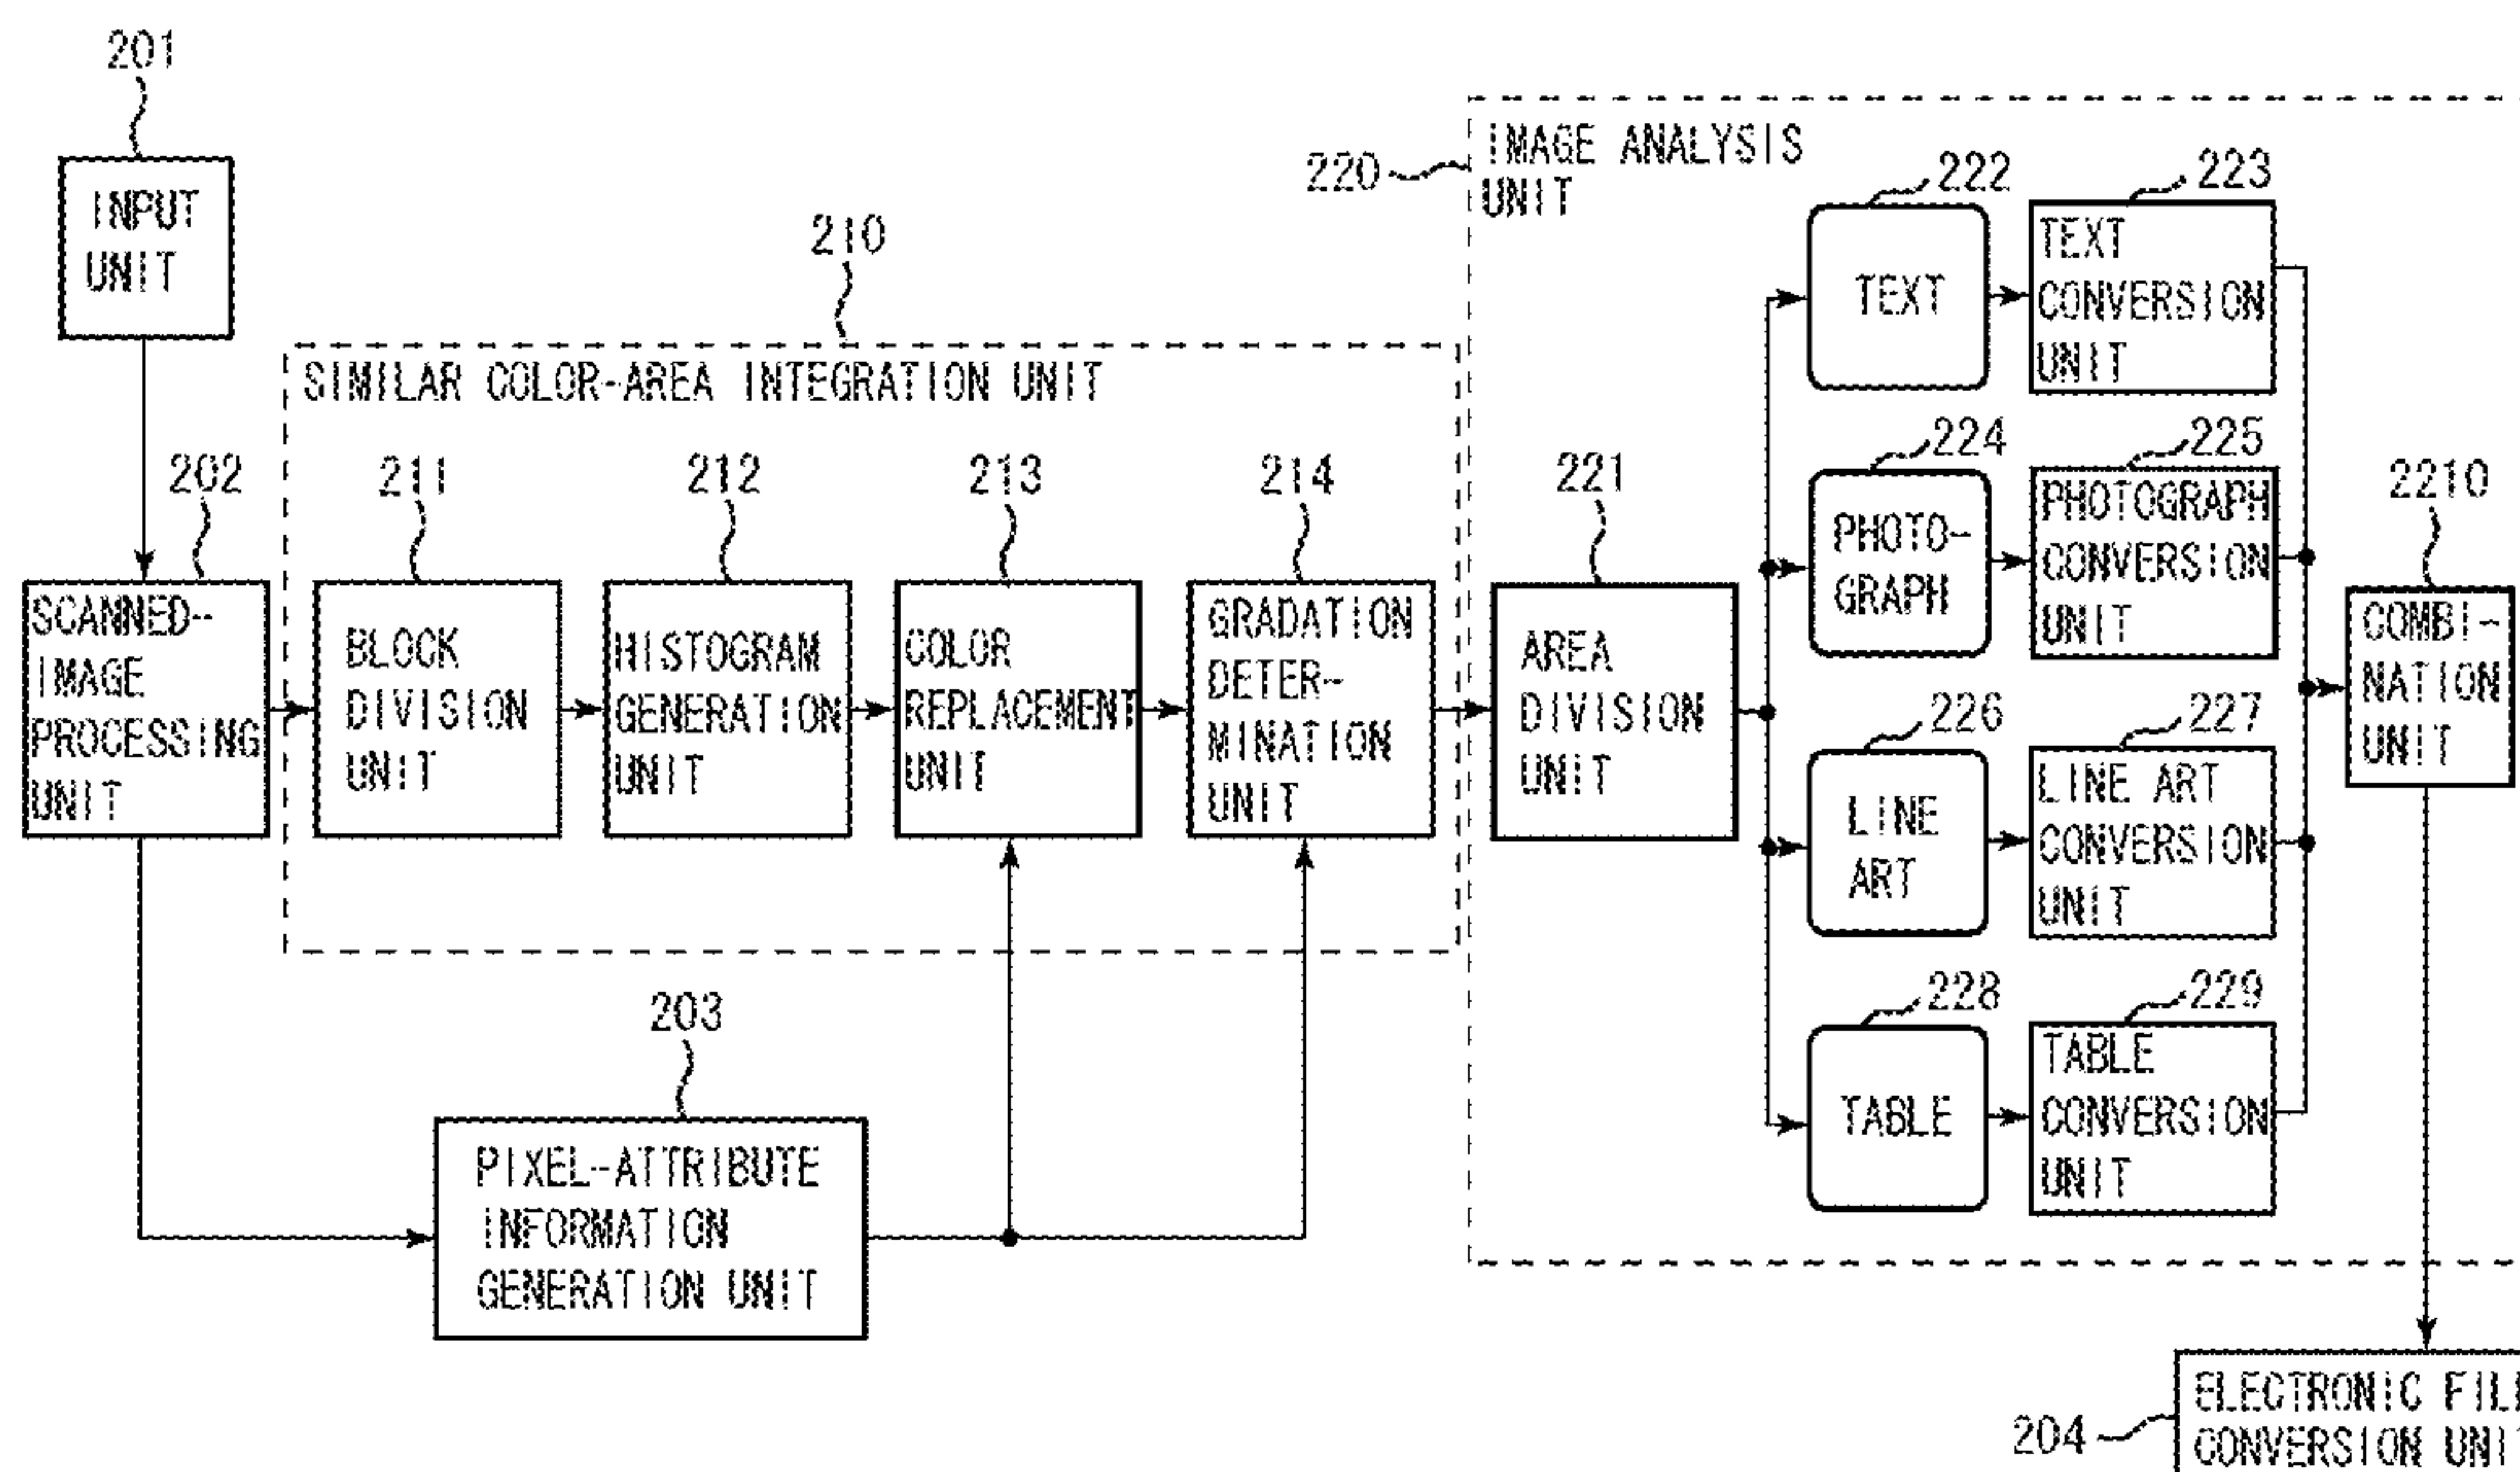 201
INPUT
UNIT
210
SIMILAR COLOR-AREA INTEGRATION UNIT
202
SCANNED-
IMAGE
PROCESSING
UNIT
211
BLOCK
DIVISION
UNIT
212
HISTOGRAM
GENERATION
UNIT
213
COLOR
REPLACEMENT
UNIT
214
GRADATION
DETER-
MINATION
UNIT
203
PIXEL-ATTRIBUTE
INFORMATION
GENERATION UNIT
220
IMAGE ANALYSIS
UNIT
221
AREA
DIVISION
UNIT
222
TEXT
223
TEXT
CONVERSION
UNIT
224
PHOTO-
GRAPH
225
PHOTOGRAPH
CONVERSION
UNIT
226
LINE
ART
227
LINE ART
CONVERSION
UNIT
228
TABLE
229
TABLE
CONVERSION
UNIT
2210
COMBI-
NATION
UNIT
204
ELECTRONIC FIL
CONVERSION UNIT